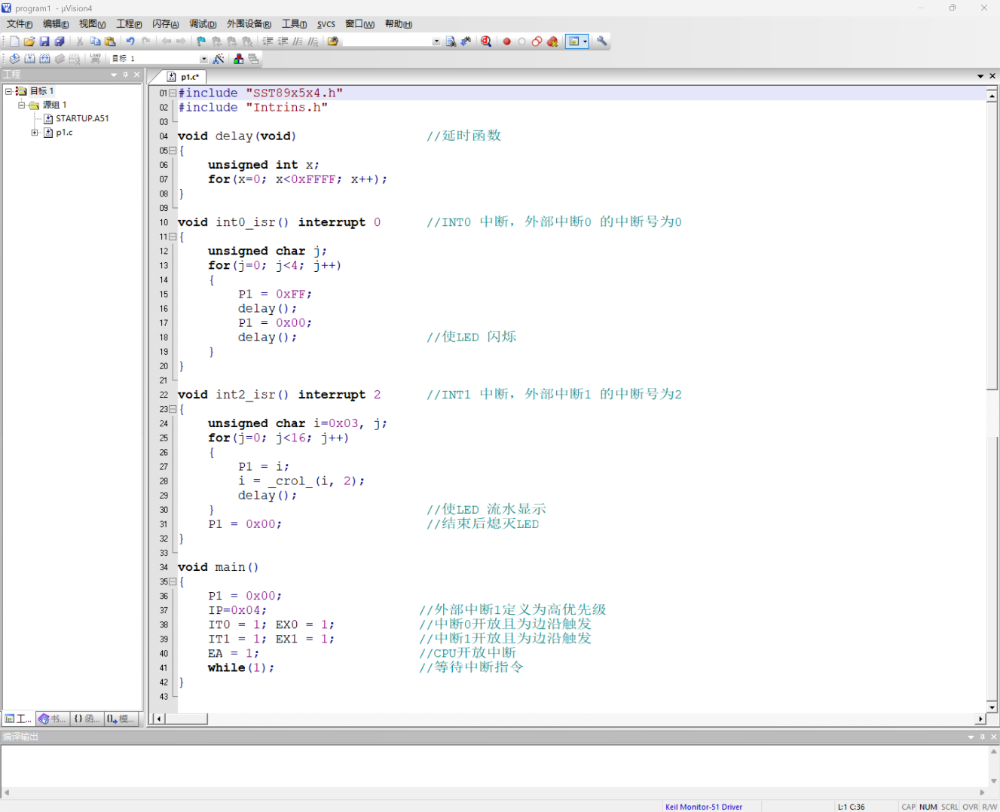 program1 - µVision4
文件(F) 编辑(E) 视图(V) 工程(P) 闪存(A) 调试(D) 外围设备(R) 工具(T) SVCS 窗口(W) 帮助(H)
LOAD 目标 1
工程
目标 1
源组 1
STARTUP.A51
p1.c
工... 书... {} 函... 0→ 模...
p1.c*
01 #include "SST89x5x4.h"
02 #include "Intrins.h"
03
04 void delay(void) //延时函数
05 {
06 unsigned int x;
07 for(x=0; x<0xFFFF; x++);
08 }
09
10 void int0_isr() interrupt 0 //INT0 中断，外部中断0 的中断号为0
11 {
12 unsigned char j;
13 for(j=0; j<4; j++)
14 {
15 P1 = 0xFF;
16 delay();
17 P1 = 0x00;
18 delay(); //使LED 闪烁
19 }
20 }
21
22 void int2_isr() interrupt 2 //INT1 中断，外部中断1 的中断号为2
23 {
24 unsigned char i=0x03, j;
25 for(j=0; j<16; j++)
26 {
27 P1 = i;
28 i = _crol_(i, 2);
29 delay();
30 } //使LED 流水显示
31 P1 = 0x00; //结束后熄灭LED
32 }
33
34 void main()
35 {
36 P1 = 0x00;
37 IP=0x04; //外部中断1定义为高优先级
38 IT0 = 1; EX0 = 1; //中断0开放且为边沿触发
39 IT1 = 1; EX1 = 1; //中断1开放且为边沿触发
40 EA = 1; //CPU开放中断
41 while(1); //等待中断指令
42 }
43
编译输出
Keil Monitor-51 Driver L:1 C:36 CAP NUM SCRL OVR R/W